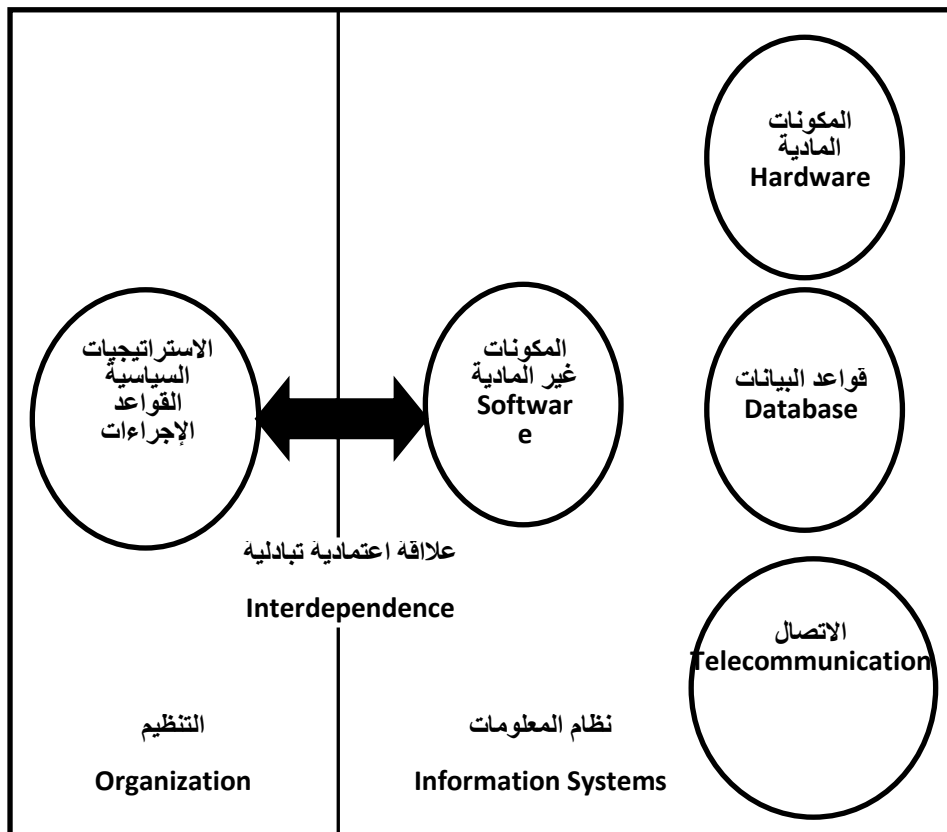 المكونات
المادية
Hardware
الاستراتيجيات
السياسية
القواعد
الإجراءات
المكونات
غير المادية
Softwar
e
قواعد البيانات
Database
علااقة اعتمادية تبادلية
Interdependence
الاتصال
Telecommunication
التنظيم
Organization
نظام المعلومات
Information Systems